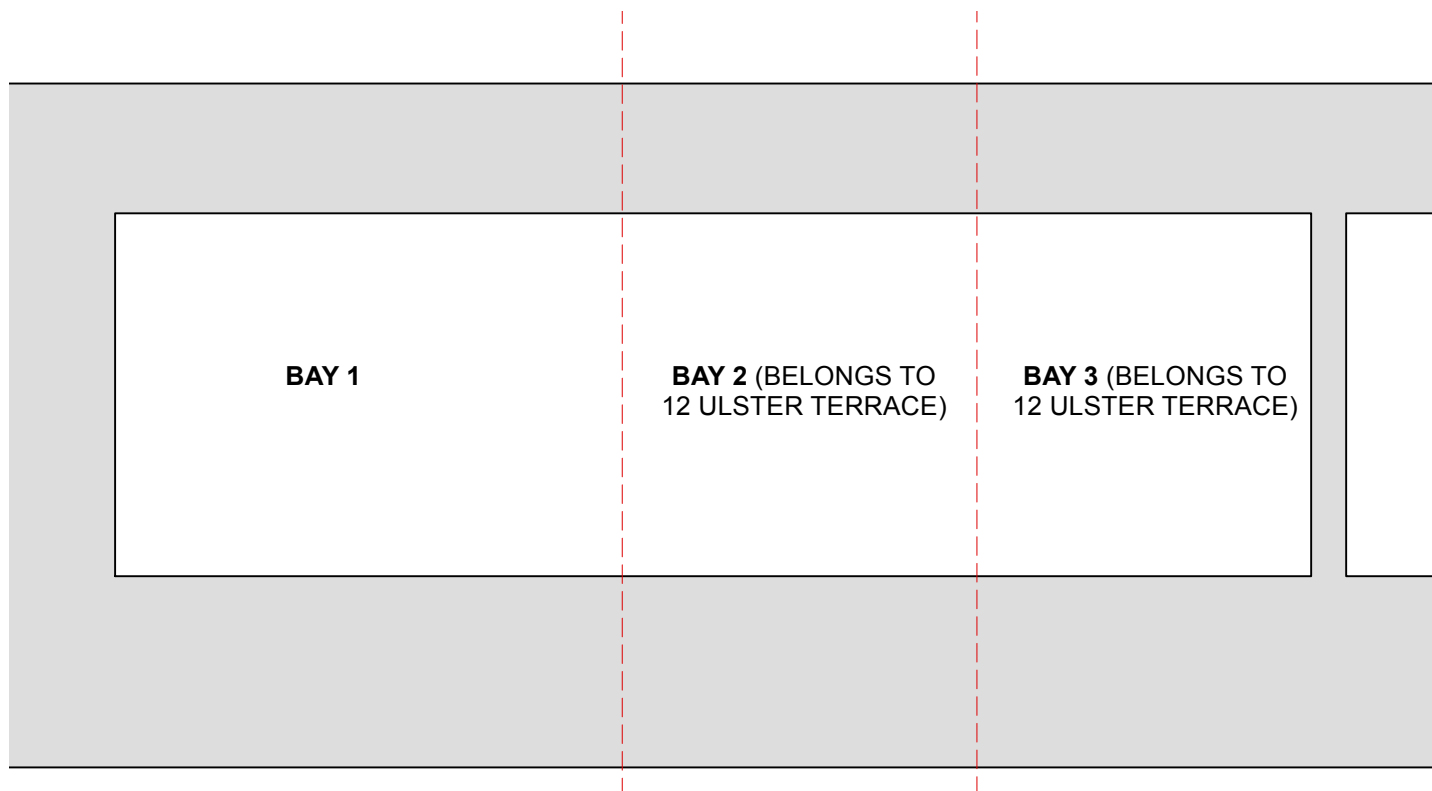 BAY 1
BAY 2 (BELONGS TO
12 ULSTER TERRACE)
BAY 3 (BELONGS TO
12 ULSTER TERRACE)